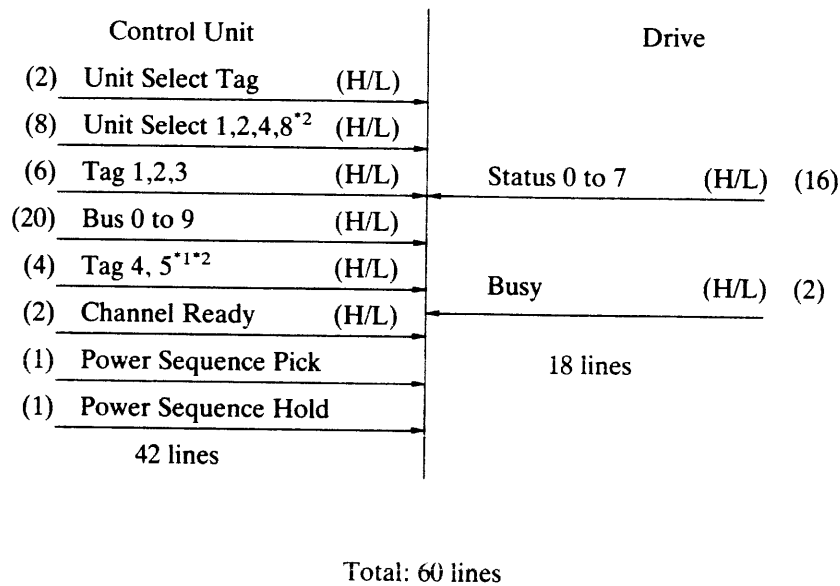 Control Unit
Drive
(2) Unit Select Tag (H/L)
(8) Unit Select 1,2,4,8*2 (H/L)
(6) Tag 1,2,3 (H/L)
Status 0 to 7 (H/L) (16)
(20) Bus 0 to 9 (H/L)
(4) Tag 4, 5*1*2 (H/L)
Busy (H/L) (2)
(2) Channel Ready (H/L)
(1) Power Sequence Pick
18 lines
(1) Power Sequence Hold
42 lines
Total: 60 lines